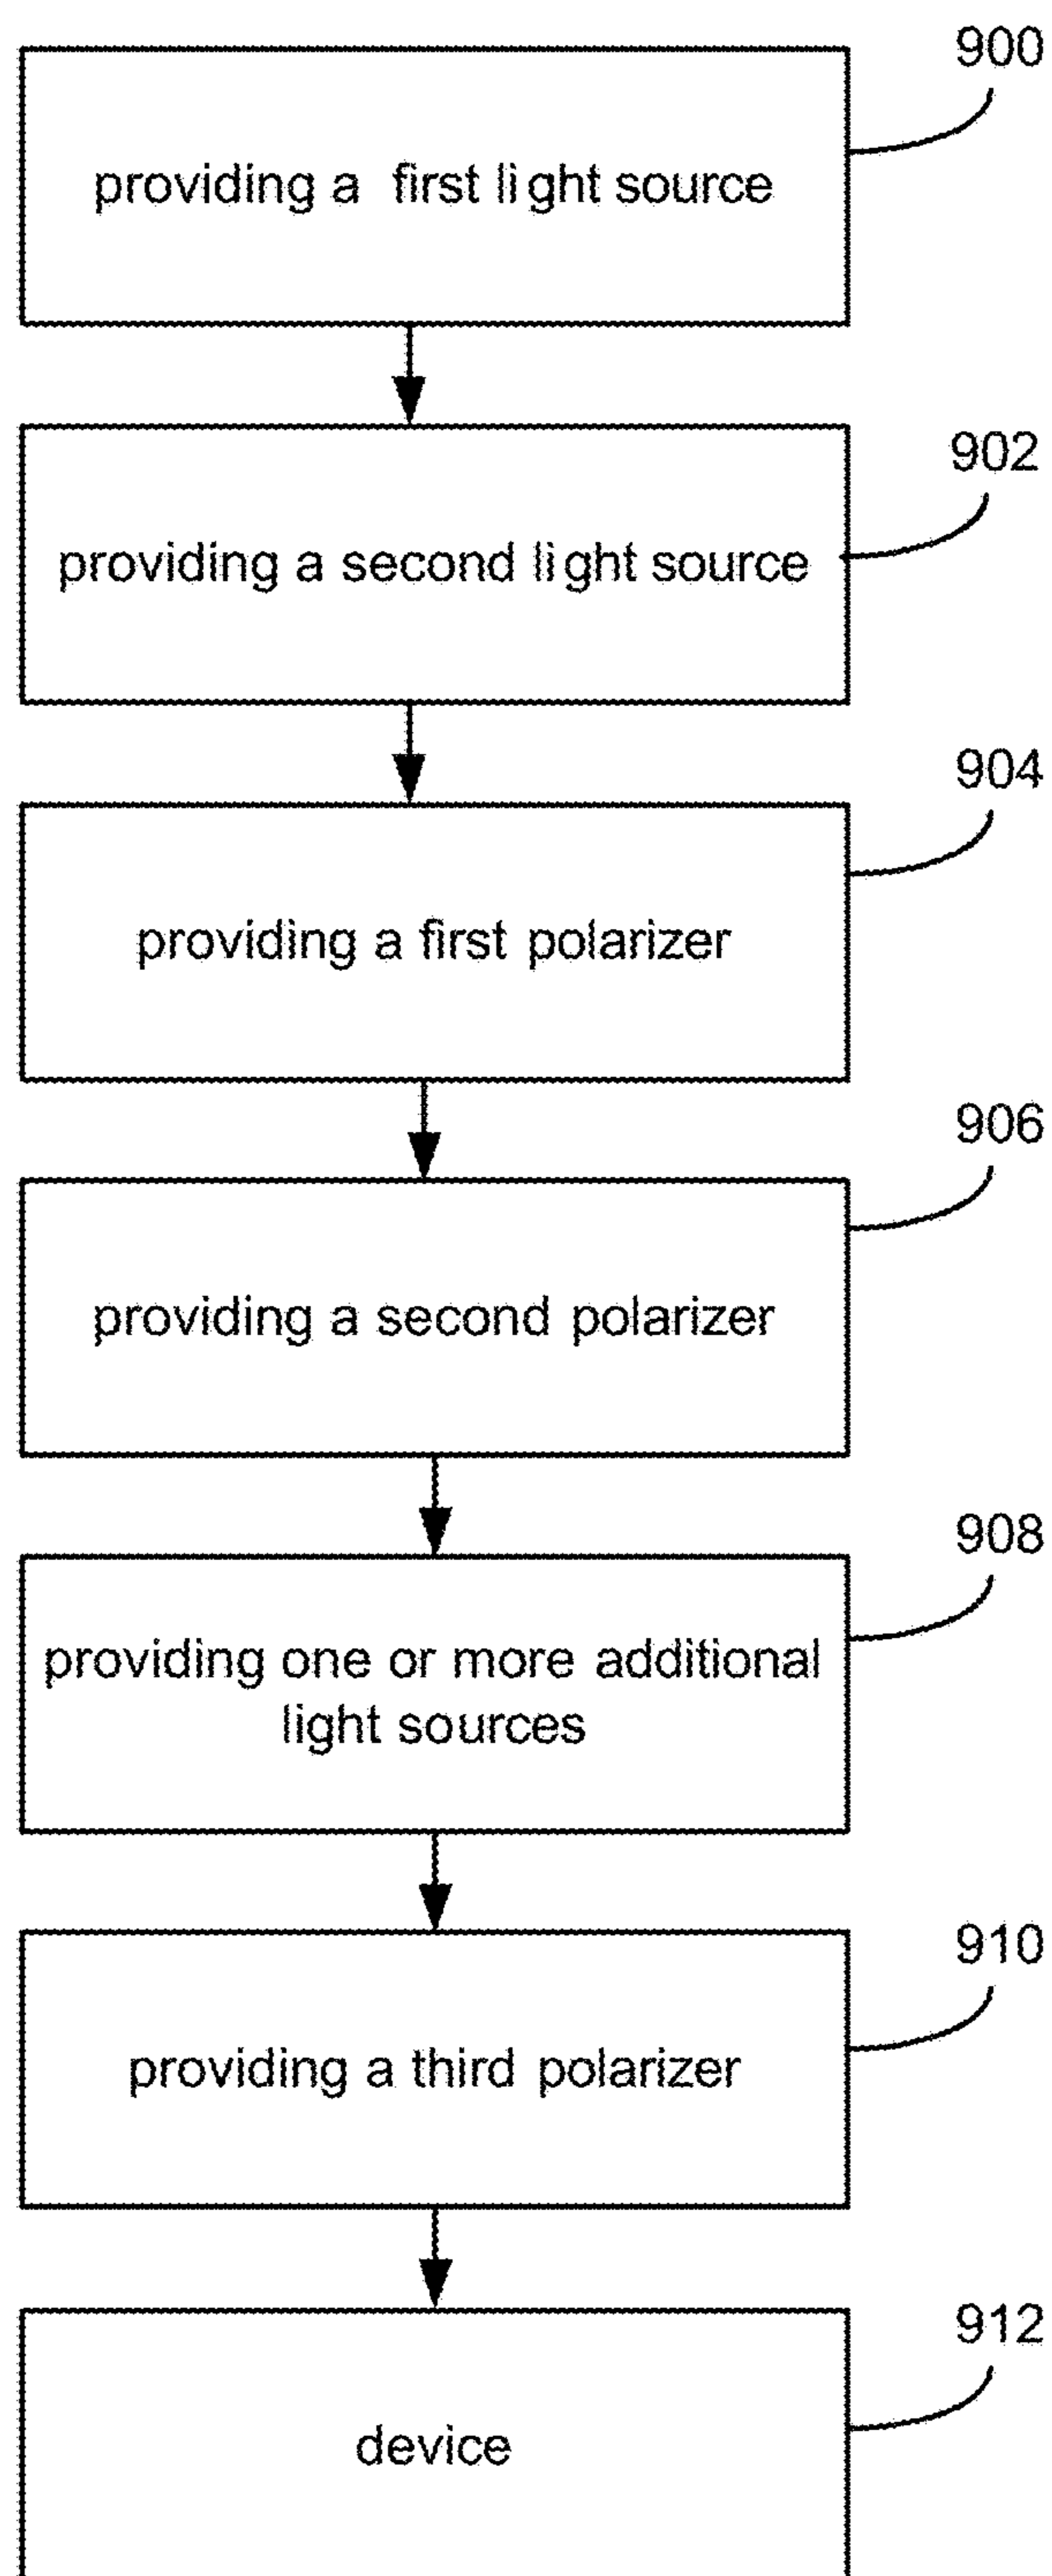 900
providing a first light source
902
providing a second light source
904
providing a first polarizer
906
providing a second polarizer
908
providing one or more additional
light sources
910
providing a third polarizer
912
device